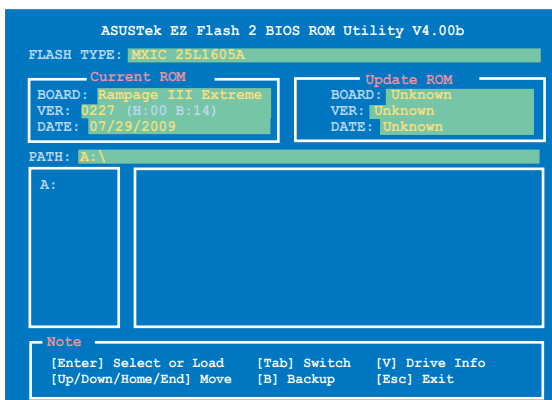 ASUSTek EZ Flash 2 BIOS ROM Utility V4.00b
FLASH TYPE: MXIC 25L1605A
Current ROM
BOARD: Rampage III Extreme
VER: 0227 (H:00 B:14)
DATE: 07/29/2009
Update ROM
BOARD: Unknown
VER: Unknown
DATE: Unknown
PATH: A:\
A:
Note
[Enter] Select or Load [Tab] Switch [V] Drive Info
[Up/Down/Home/End] Move [B] Backup [Esc] Exit